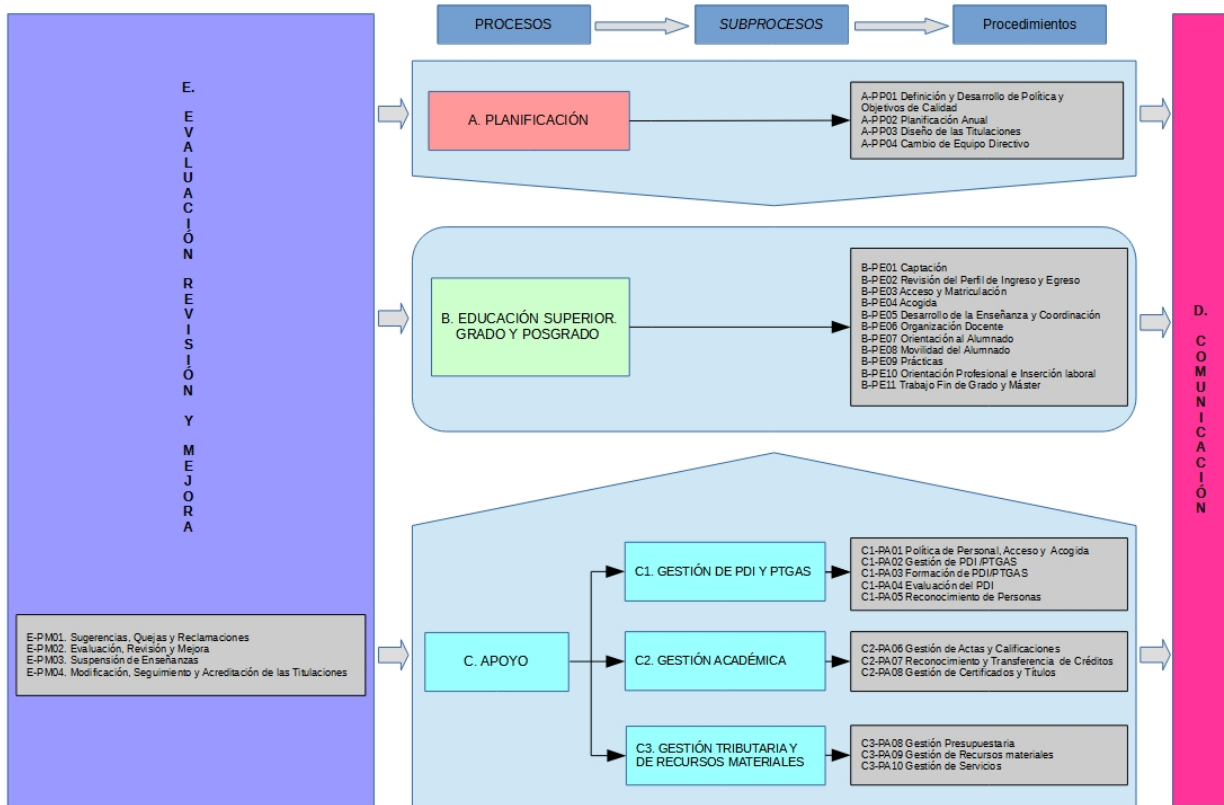 PROCESOS
SUBPROCESOS
Procedimientos
E. EVALUACIÓN REVISIÓN Y MEJORA
E-PM01. Sugerencias, Quejas y Reclamaciones
E-PM02. Evaluación, Revisión y Mejora
E-PM03. Suspensión de Enseñanzas
E-PM04. Modificación, Seguimiento y Acreditación de las Titulaciones
A. PLANIFICACIÓN
A-PP01 Definición y Desarrollo de Política y
Objetivos de Calidad
A-PP02 Planificación Anual
A-PP03 Diseño de las Titulaciones
A-PP04 Cambio de Equipo Directivo
B. EDUCACIÓN SUPERIOR.
GRADO Y POSGRADO
B-PE01 Captación
B-PE02 Revisión del Perfil de Ingreso y Egreso
B-PE03 Acceso y Matriculación
B-PE04 Acogida
B-PE05 Desarrollo de la Enseñanza y Coordinación
B-PE06 Organización Docente
B-PE07 Orientación al Alumnado
B-PE08 Movilidad del Alumnado
B-PE09 Prácticas
B-PE10 Orientación Profesional e Inserción laboral
B-PE11 Trabajo Fin de Grado y Máster
C. APOYO
C1. GESTIÓN DE PDI Y PTGAS
C1-PA01 Política de Personal, Acceso y Acogida
C1-PA02 Gestión de PDI /PTGAS
C1-PA03 Formación de PDI/PTGAS
C1-PA04 Evaluación del PDI
C1-PA05 Reconocimiento de Personas
C2. GESTIÓN ACADÉMICA
C2-PA06 Gestión de Actas y Calificaciones
C2-PA07 Reconocimiento y Transferencia de Créditos
C2-PA08 Gestión de Certificados y Títulos
C3. GESTIÓN TRIBUTARIA Y
DE RECURSOS MATERIALES
C3-PA08 Gestión Presupuestaria
C3-PA09 Gestión de Recursos materiales
C3-PA10 Gestión de Servicios
D. COMUNICACIÓN